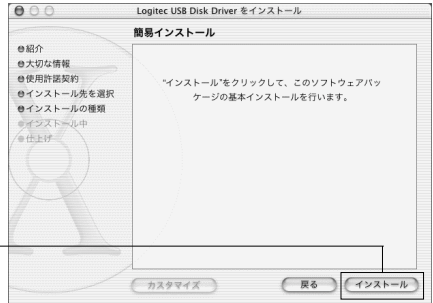 Logitec USB Disk Driver をインストール
簡易インストール
紹介
大切な情報
使用許諾契約
インストール先を選択
インストールの種類
インストール中
仕上げ
"インストール"をクリックして、このソフトウェアパッ
ケージの基本インストールを行います。
カスタマイズ
戻る
インストール